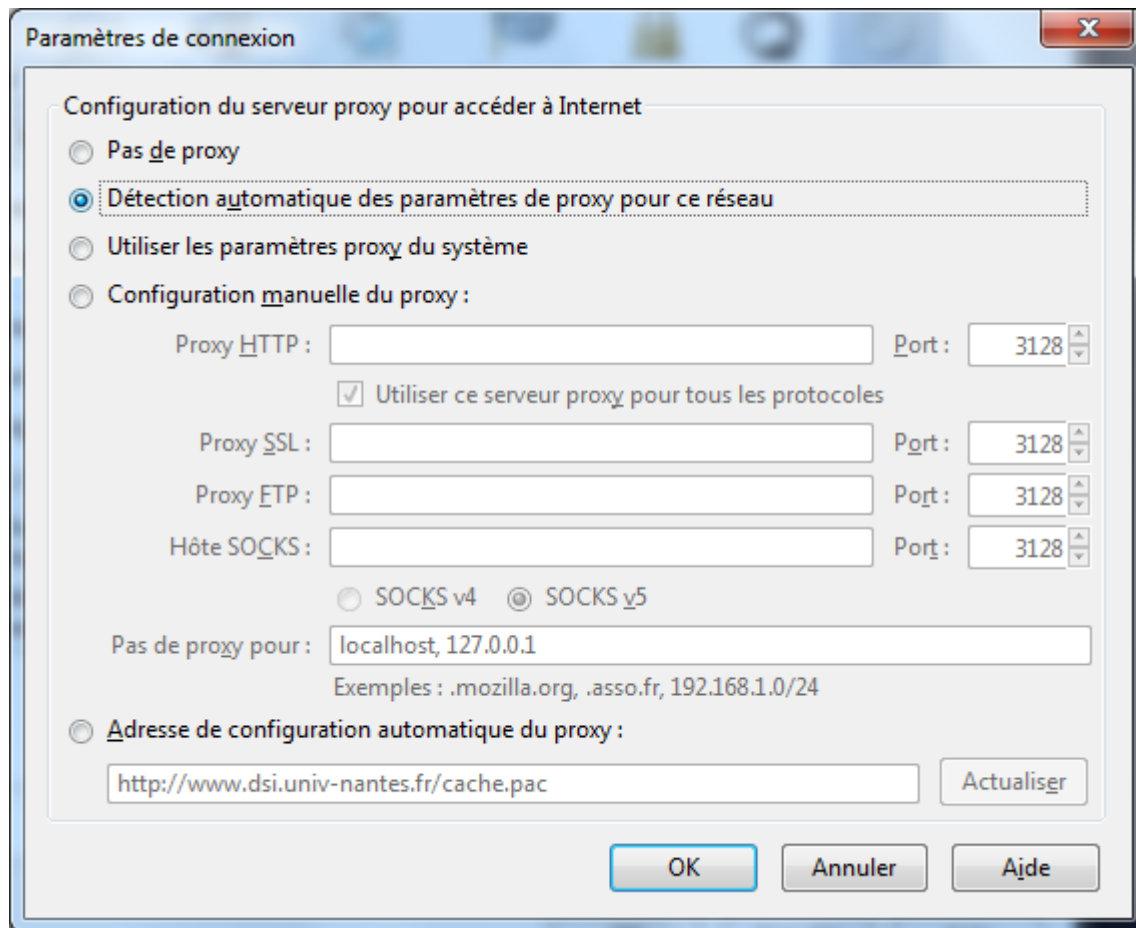 Paramètres de connexion
Configuration du serveur proxy pour accéder à Internet
Pas de proxy
Détection automatique des paramètres de proxy pour ce réseau
Utiliser les paramètres proxy du système
Configuration manuelle du proxy :
Proxy HTTP : Port : 3128
Utiliser ce serveur proxy pour tous les protocoles
Proxy SSL : Port : 3128
Proxy FTP : Port : 3128
Hôte SOCKS : Port : 3128
SOCKS v4 SOCKS v5
Pas de proxy pour : localhost, 127.0.0.1
Exemples : .mozilla.org, .asso.fr, 192.168.1.0/24
Adresse de configuration automatique du proxy :
http://www.dsi.univ-nantes.fr/cache.pac Actualiser
OK Annuler Aide